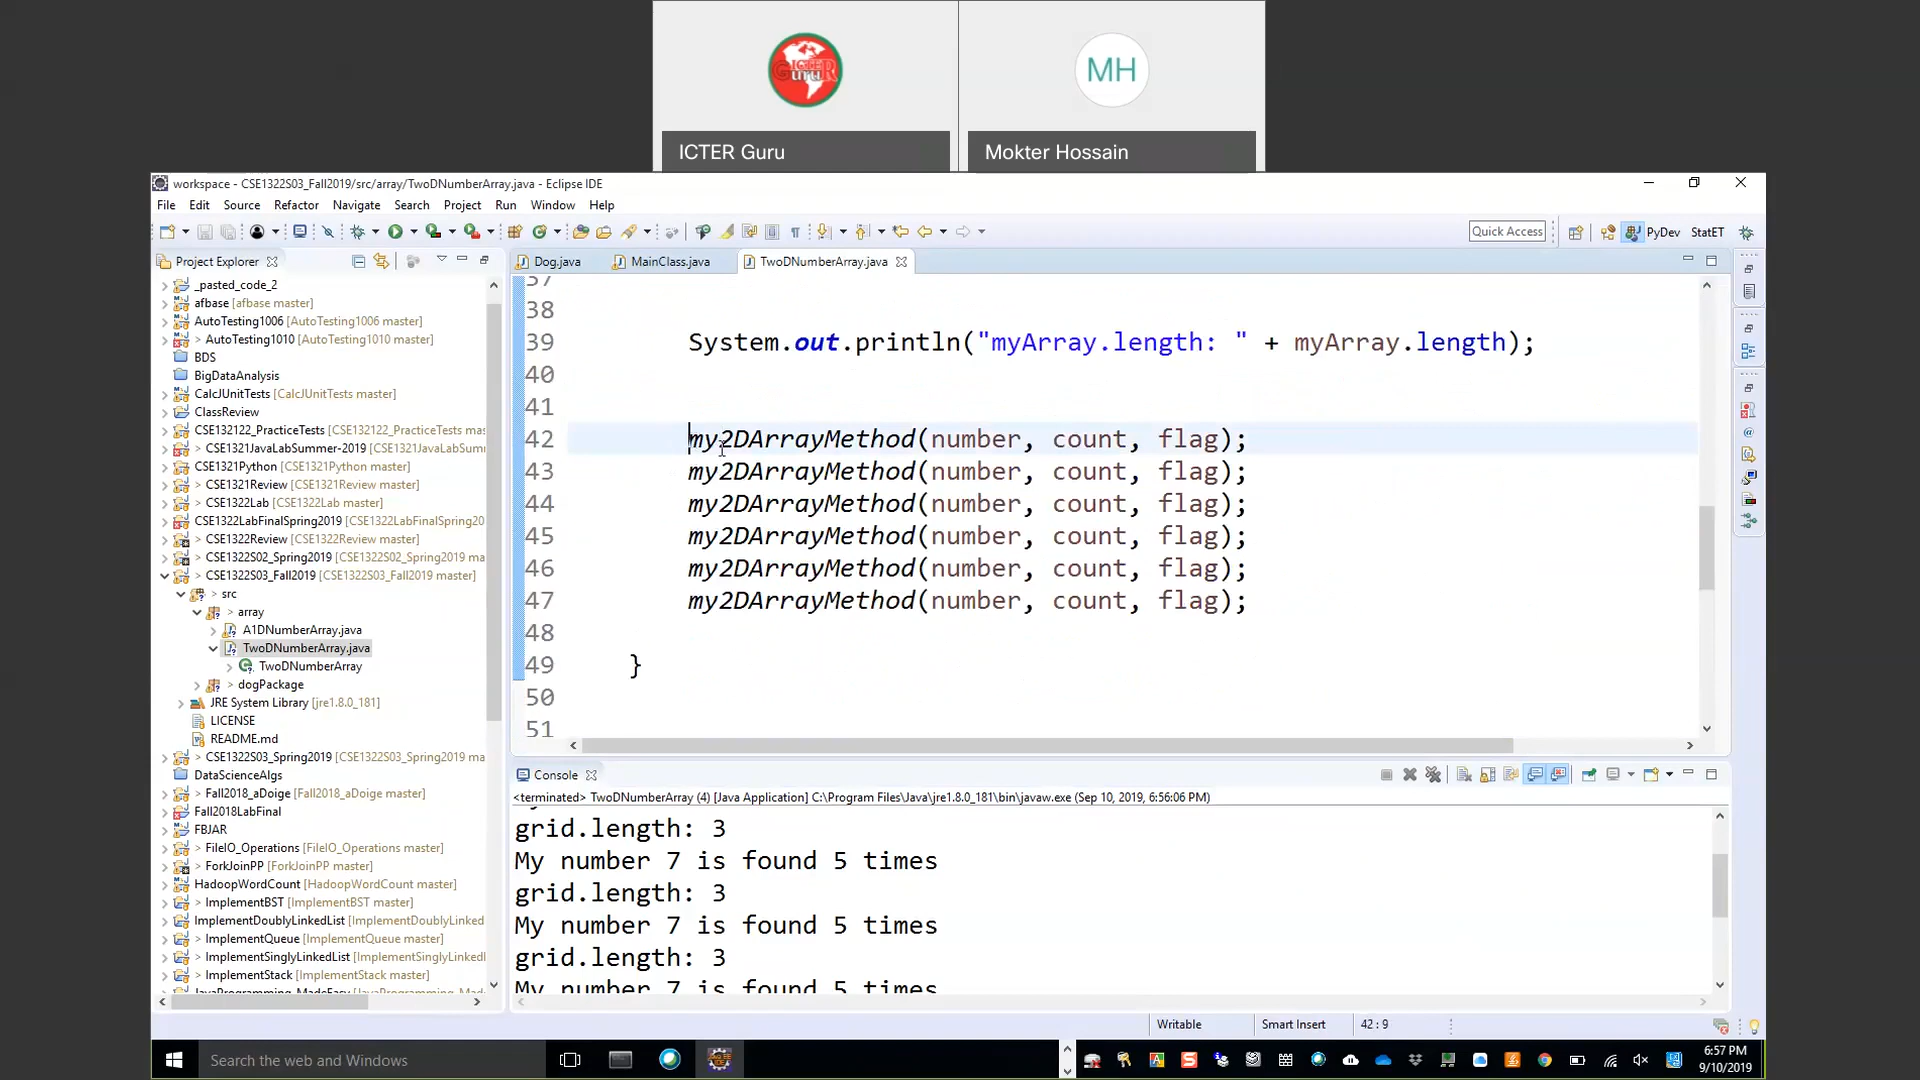 MH
ICTER Guru
Mokter Hossain
workspace - CSE1322S03_Fall2019/src/array/TwoDNumberArray.java - Eclipse IDE
File Edit Source Refactor Navigate Search Project Run Window Help
Quick Access
PyDev
StatET
Project Explorer
Dog.java
MainClass.java
TwoDNumberArray.java
_pasted_code_2
afbase [afbase master]
AutoTesting1006 [AutoTesting1006 master]
> AutoTesting1010 [AutoTesting1010 master]
BDS
BigDataAnalysis
CalcJUnitTests [CalcJUnitTests master]
ClassReview
CSE132122_PracticeTests [CSE132122_PracticeTests ma
> CSE1321JavaLabSummer-2019 [CSE1321JavaLabSumm
CSE1321Python [CSE1321Python master]
> CSE1321Review [CSE1321Review master]
> CSE1322Lab [CSE1322Lab master]
> CSE1322LabFinalSpring2019 [CSE1322LabFinalSpring20
> CSE1322Review [CSE1322Review master]
> CSE1322S02_Spring2019 [CSE1322S02_Spring2019 ma
> CSE1322S03_Fall2019 [CSE1322S03_Fall2019 master]
> src
> array
A1DNumberArray.java
TwoDNumberArray.java
TwoDNumberArray
> dogPackage
JRE System Library [jre1.8.0_181]
LICENSE
README.md
> CSE1322S03_Spring2019 [CSE1322S03_Spring2019 ma
DataScienceAlgs
> Fall2018_aDoige [Fall2018_aDoige master]
Fall2018LabFinal
FBJAR
> FileIO_Operations [FileIO_Operations master]
> ForkJoinPP [ForkJoinPP master]
HadoopWordCount [HadoopWordCount master]
> ImplementBST [ImplementBST master]
ImplementDoublyLinkedList [ImplementDoublyLinked
> ImplementQueue [ImplementQueue master]
> ImplementSinglyLinkedList [ImplementSinglyLinkedl
> ImplementStack [ImplementStack master]
37
38
39 System.out.println("myArray.length: " + myArray.length);
40
41
42 my2DArrayMethod(number, count, flag);
43 my2DArrayMethod(number, count, flag);
44 my2DArrayMethod(number, count, flag);
45 my2DArrayMethod(number, count, flag);
46 my2DArrayMethod(number, count, flag);
47 my2DArrayMethod(number, count, flag);
48
49 }
50
51
Console
<terminated> TwoDNumberArray (4) [Java Application] C:\Program Files\Java\jre1.8.0_181\bin\javaw.exe (Sep 10, 2019, 6:56:06 PM)
grid.length: 3
My number 7 is found 5 times
grid.length: 3
My number 7 is found 5 times
grid.length: 3
My number 7 is found 5 times
Writable
Smart Insert
42 : 9
Search the web and Windows
6:57 PM
9/10/2019